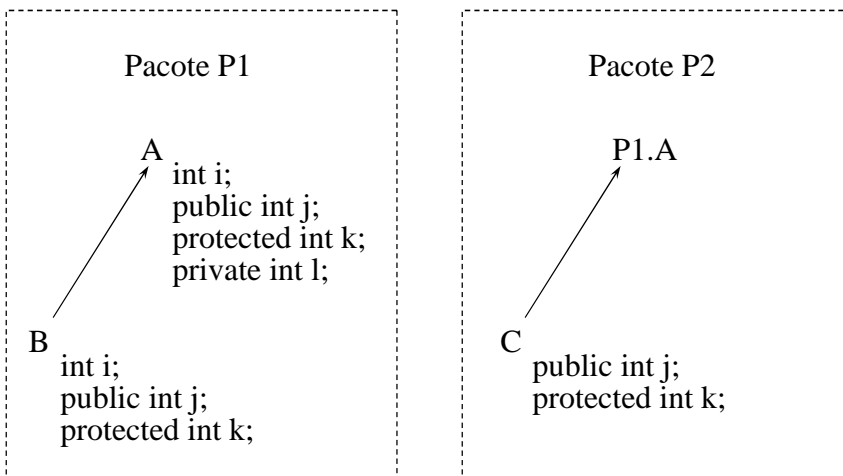 Pacote P1
A
int i;
public int j;
protected int k;
private int l;
B
int i;
public int j;
protected int k;
Pacote P2
P1.A
C
public int j;
protected int k;